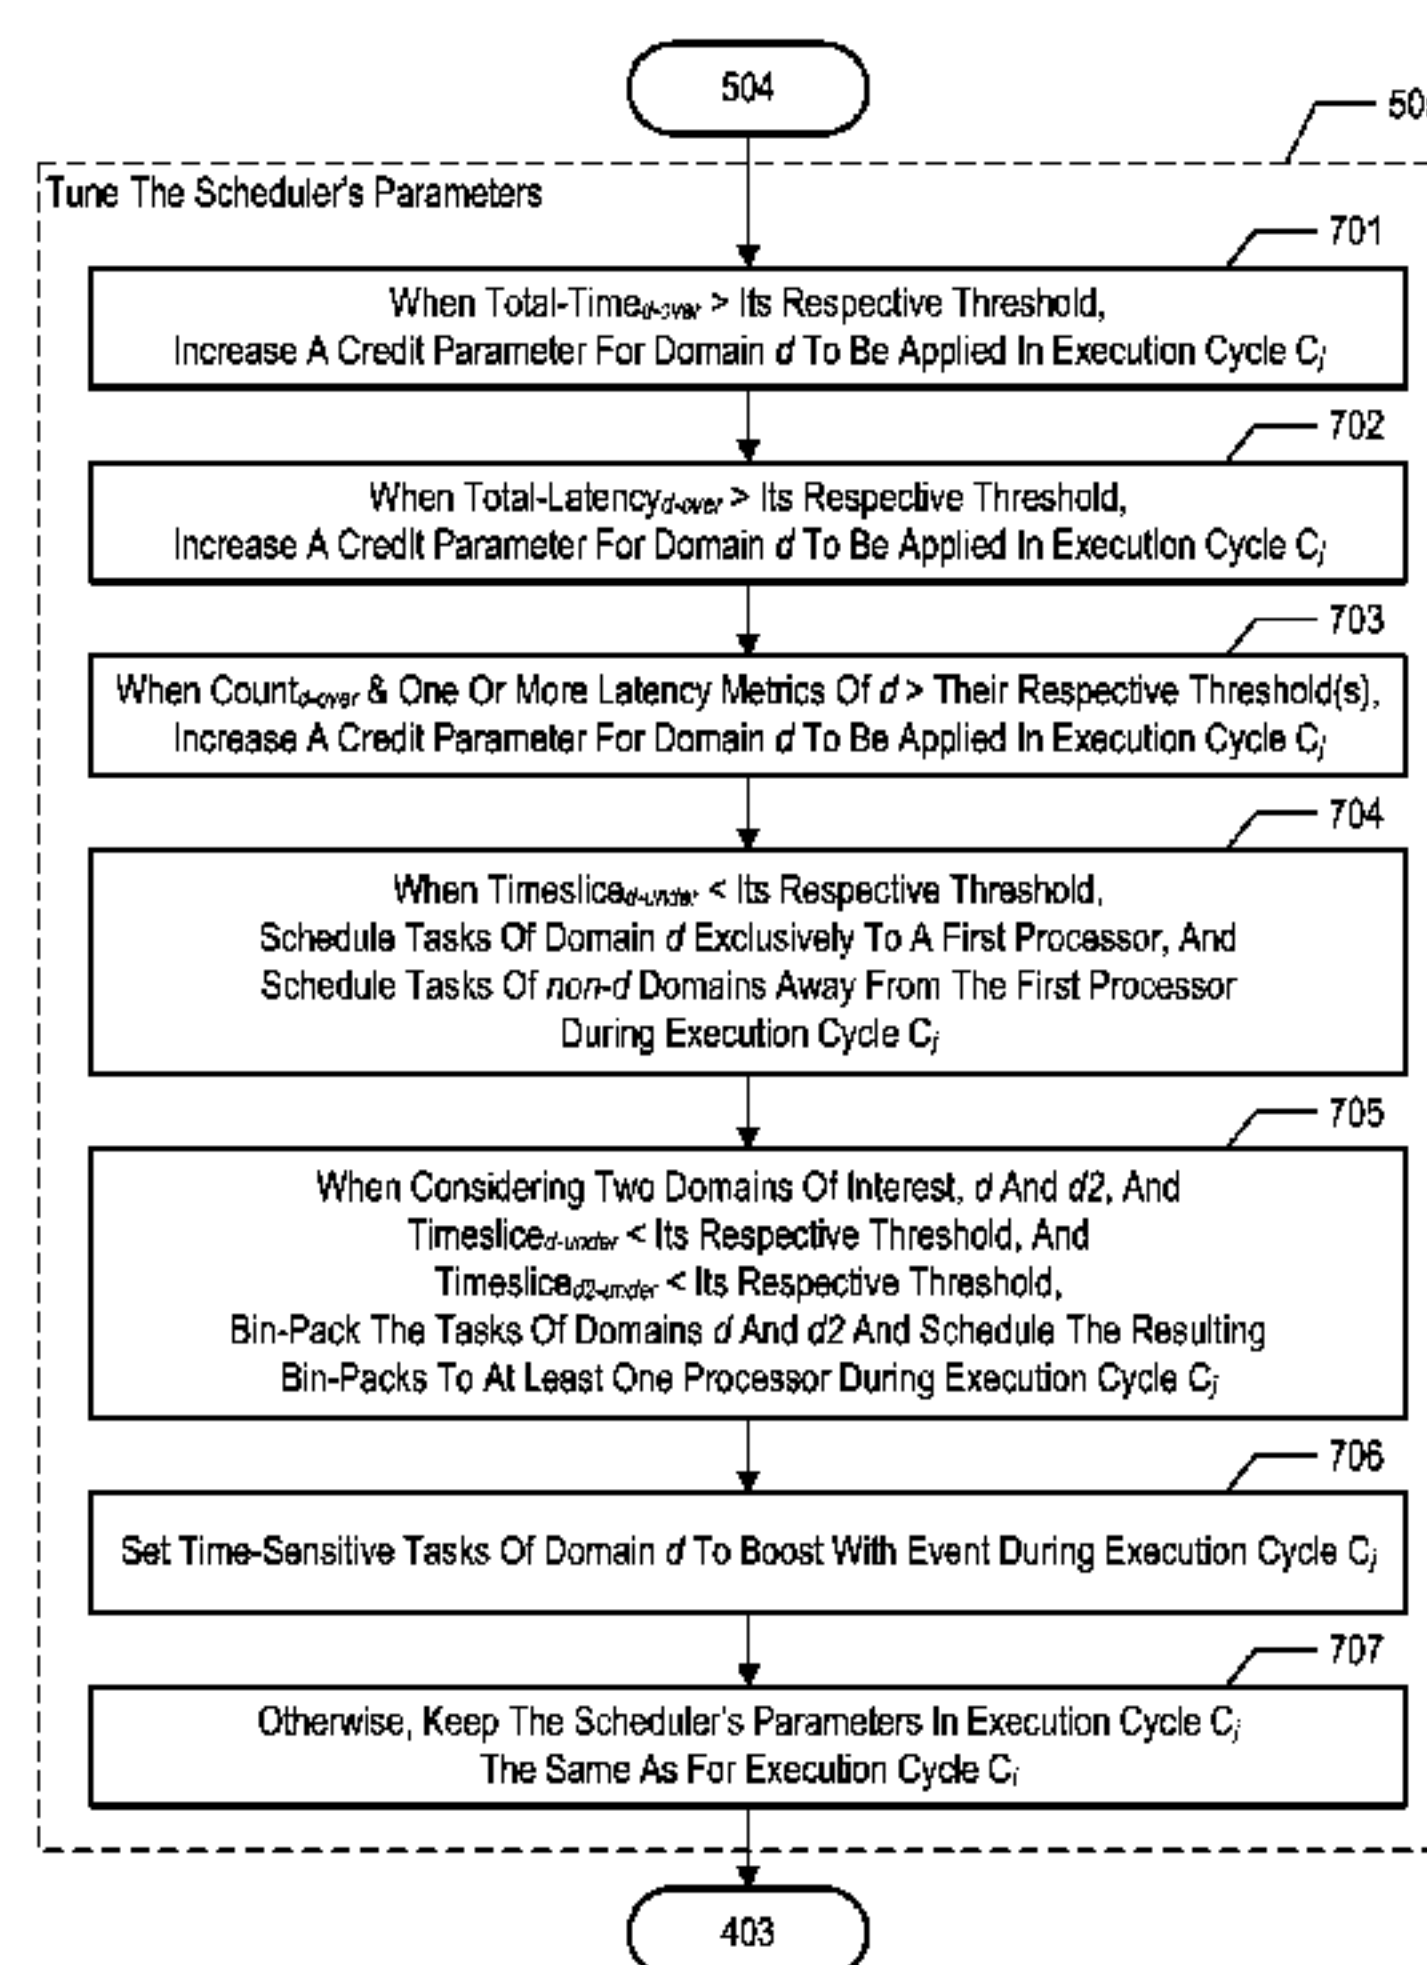 504
50
Tune The Scheduler's Parameters
701
When Total-Time d-over > Its Respective Threshold,
Increase A Credit Parameter For Domain d To Be Applied In Execution Cycle Cj
702
When Total-Latency d-over > Its Respective Threshold,
Increase A Credit Parameter For Domain d To Be Applied In Execution Cycle Cj
703
When Count d-over & One Or More Latency Metrics Of d > Their Respective Threshold(s),
Increase A Credit Parameter For Domain d To Be Applied In Execution Cycle Cj
704
When Timeslice d-under < Its Respective Threshold,
Schedule Tasks Of Domain d Exclusively To A First Processor, And
Schedule Tasks Of non-d Domains Away From The First Processor
During Execution Cycle Cj
705
When Considering Two Domains Of Interest, d And d2, And
Timeslice d-under < Its Respective Threshold, And
Timeslice d2-under < Its Respective Threshold,
Bin-Pack The Tasks Of Domains d And d2 And Schedule The Resulting
Bin-Packs To At Least One Processor During Execution Cycle Cj
706
Set Time-Sensitive Tasks Of Domain d To Boost With Event During Execution Cycle Cj
707
Otherwise, Keep The Scheduler's Parameters In Execution Cycle Cj
The Same As For Execution Cycle Ci
403